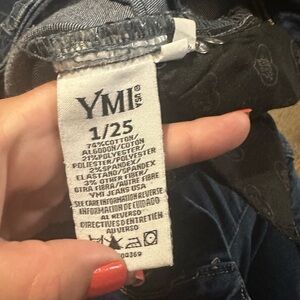 YMI®
USA
1/25
74%COTTON/
ALGODON/COTON
21%POLYESTER/
POLIESTER/POLYESTER
2%SPANDEX/
ELASTANO/SPANDEX
3% OTHER FIBER/
OTRA FIBRA/AUTRE FIBRE
YMI JEANS USA
SEE CARE INFORMATION REVERSE
INFORMACION DE CUIDADO
AL REVERSO
DIRECTIVES D'ENTRETIEN
AU VERSO